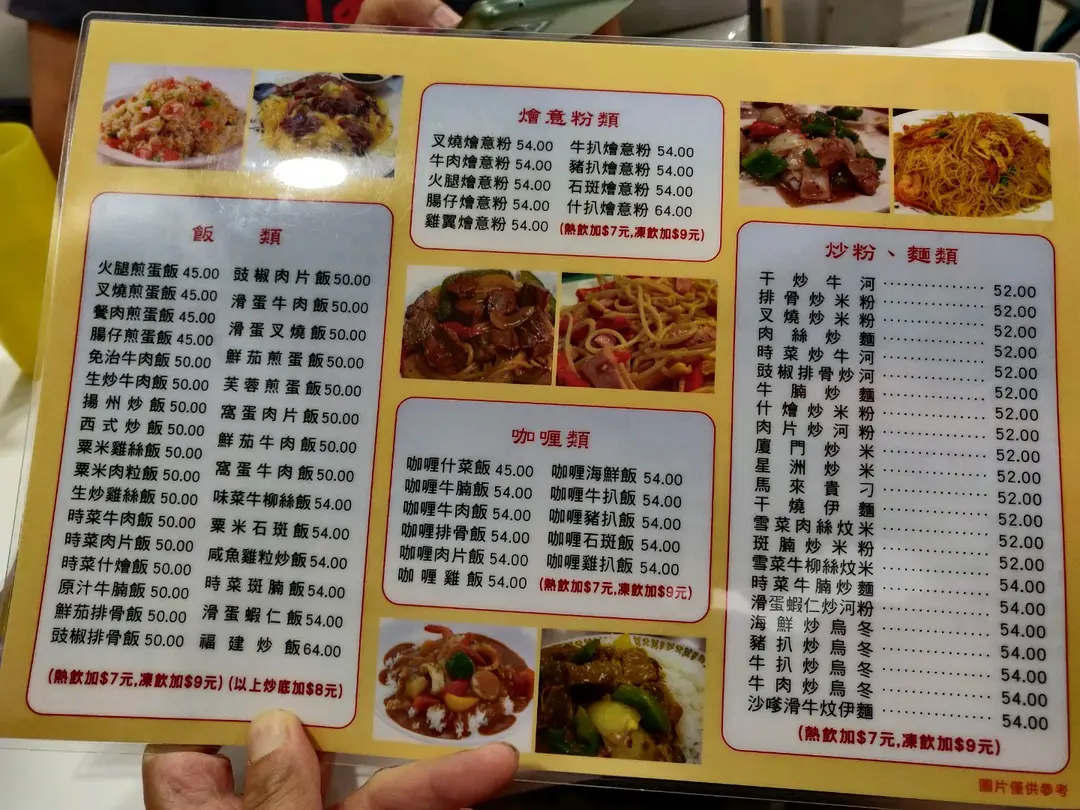 飯 類
火腿煎蛋飯 45.00
叉燒煎蛋飯 45.00
餐肉煎蛋飯 45.00
腸仔煎蛋飯 45.00
免治牛肉飯 50.00
生炒牛肉飯 50.00
揚州炒飯 50.00
西式炒飯 50.00
粟米雞絲飯 50.00
粟米肉粒飯 50.00
生炒雞絲飯 50.00
時菜牛肉飯 50.00
時菜肉片飯 50.00
時菜什燴飯 50.00
原汁牛腩飯 50.00
鮮茄排骨飯 50.00
豉椒排骨飯 50.00
豉椒肉片飯 50.00
滑蛋牛肉飯 50.00
滑蛋叉燒飯 50.00
鮮茄煎蛋飯 50.00
芙蓉煎蛋飯 50.00
窩蛋肉片飯 50.00
鮮茄牛肉飯 50.00
窩蛋牛肉飯 50.00
味菜牛柳絲飯 54.00
粟米石斑飯 54.00
咸魚雞粒炒飯 54.00
時菜斑腩飯 54.00
滑蛋蝦仁飯 54.00
福建炒飯 64.00
(熱飲加$7元,凍飲加$9元) (以上炒底加$8元)
燴意粉類
叉燒燴意粉 54.00
牛肉燴意粉 54.00
火腿燴意粉 54.00
腸仔燴意粉 54.00
雞翼燴意粉 54.00
牛扒燴意粉 54.00
豬扒燴意粉 54.00
石斑燴意粉 54.00
什扒燴意粉 64.00
(熱飲加$7元,凍飲加$9元)
咖喱類
咖喱什菜飯 45.00
咖喱牛腩飯 54.00
咖喱牛肉飯 54.00
咖喱排骨飯 54.00
咖喱肉片飯 54.00
咖喱雞飯 54.00
咖喱海鮮飯 54.00
咖喱牛扒飯 54.00
咖喱豬扒飯 54.00
咖喱石斑飯 54.00
咖喱雞扒飯 54.00
(熱飲加$7元,凍飲加$9元)
炒粉、麵類
干炒牛河 ............... 52.00
排骨炒米粉 ............... 52.00
叉燒炒米粉 ............... 52.00
肉絲炒麵 ............... 52.00
時菜炒牛河 ............... 52.00
豉椒排骨炒河 ............... 52.00
牛腩炒麵 ............... 52.00
什燴炒米粉 ............... 52.00
肉片炒河粉 ............... 52.00
廈門炒米 ............... 52.00
星洲炒米 ............... 52.00
馬來貴刁 ............... 52.00
干燒伊麵 ............... 52.00
雪菜肉絲炆米 ............... 52.00
斑腩炒米粉 ............... 52.00
雪菜牛柳絲炆米 ............... 54.00
時菜牛腩炒麵 ............... 54.00
滑蛋蝦仁炒河粉 ............... 54.00
海鮮炒烏冬 ............... 54.00
豬扒炒烏冬 ............... 54.00
牛扒炒烏冬 ............... 54.00
牛肉炒烏冬 ............... 54.00
沙嗲滑牛炆伊麵 ............... 54.00
(熱飲加$7元,凍飲加$9元)
圖片僅供參考